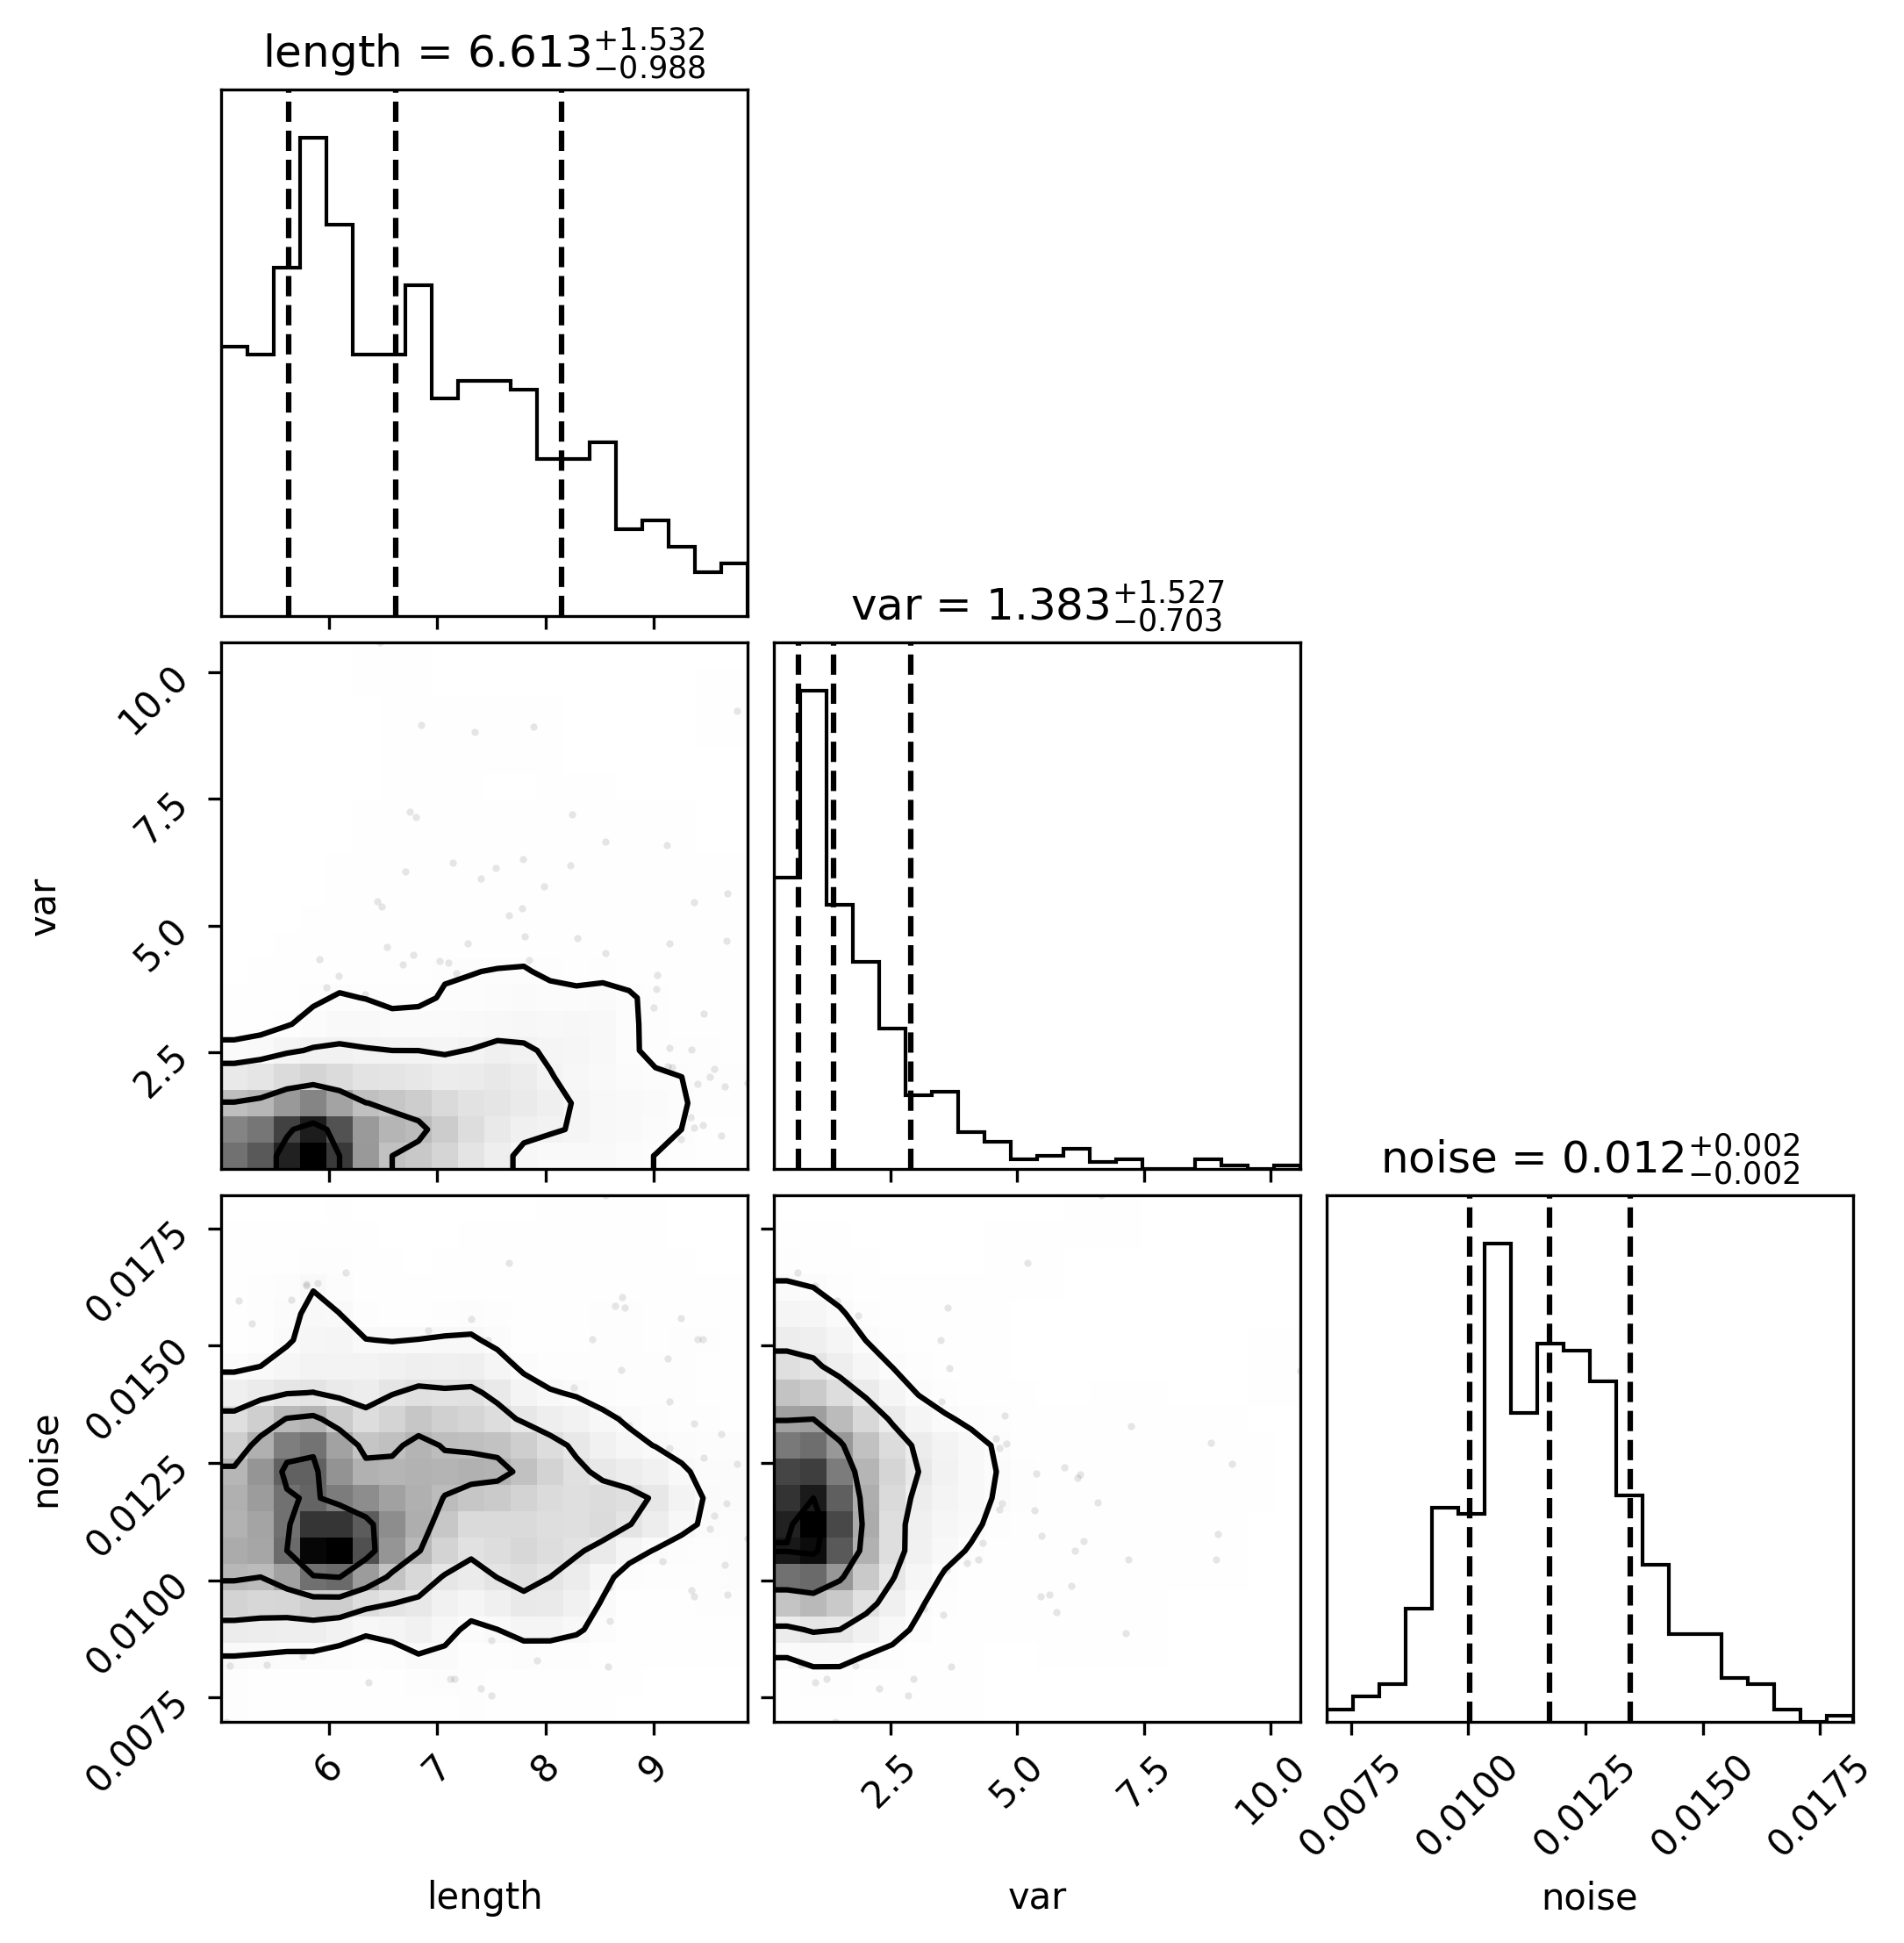 length = 6.613+1.532−0.988
var = 1.383+1.527−0.703
10.0
7.5
5.0
2.5
var
noise = 0.012+0.002−0.002
0.0175
0.0150
0.0125
0.0100
0.0075
noise
6 7 8 9
2.5 5.0 7.5 10.0
0.0075 0.0100 0.0125 0.0150 0.0175
length
var
noise